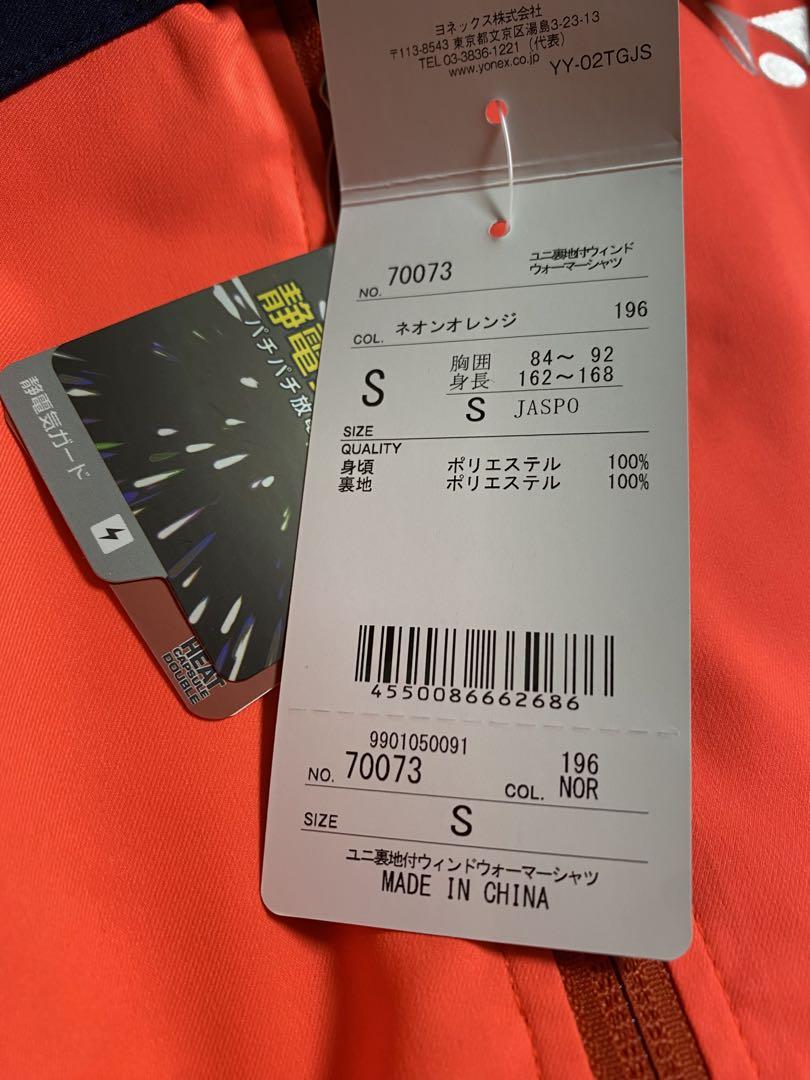 ヨネックス株式会社
〒113-8543 東京都文京区湯島3-23-13
TEL 03-3836-1221（代表）
www.yonex.co.jp YY-02TGJS
NO. 70073 ユニ裏地付ウィンド
ウォーマーシャツ
COL. ネオンオレンジ 196
S 胸囲 84～ 92
身長 162～168
S JASPO
SIZE
QUALITY
身頃 ポリエステル 100%
裏地 ポリエステル 100%
4550086662686
9901050091
NO. 70073 196
COL. NOR
SIZE S
ユニ裏地付ウィンドウォーマーシャツ
MADE IN CHINA
静電
パチパチ放
静電気ガード
HEAT
CAPSULE
DOUBLE